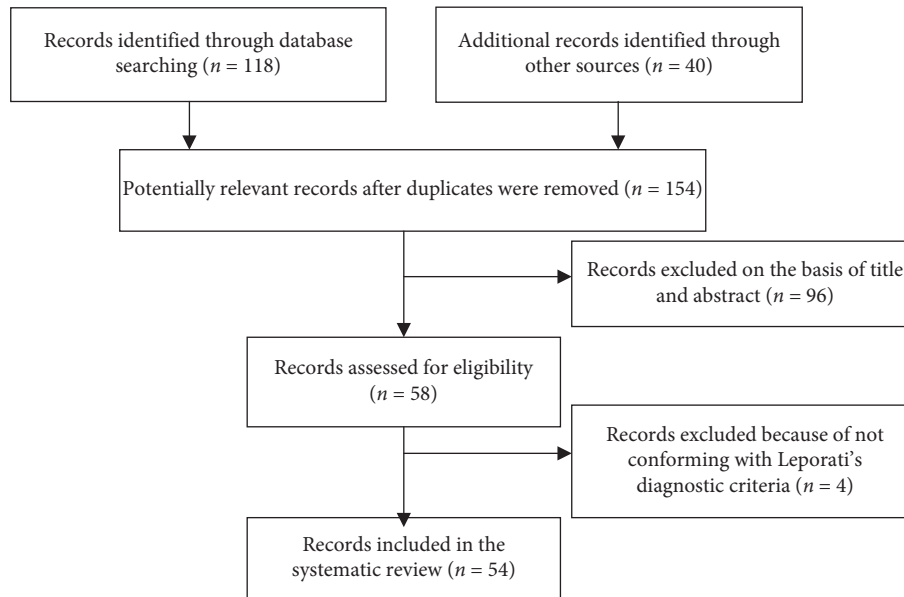 Records identified through database
searching (n = 118)
Additional records identified through
other sources (n = 40)
Potentially relevant records after duplicates were removed (n = 154)
Records excluded on the basis of title
and abstract (n = 96)
Records assessed for eligibility
(n = 58)
Records excluded because of not
conforming with Leporati’s
diagnostic criteria (n = 4)
Records included in the
systematic review (n = 54)